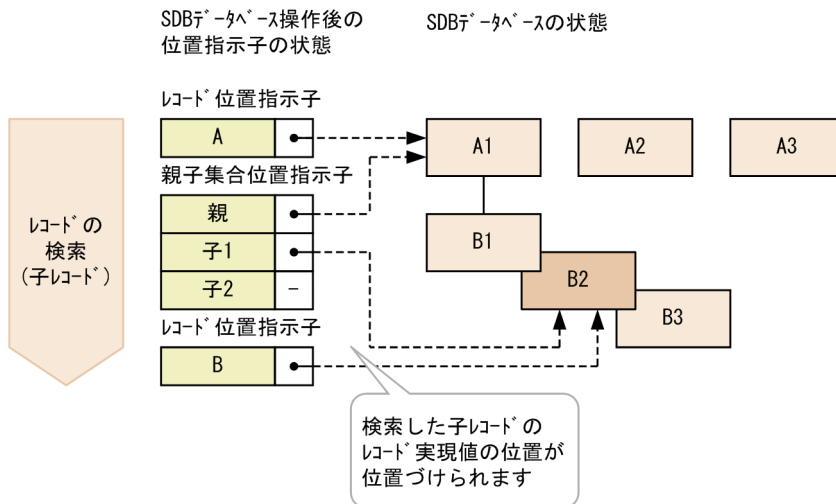 SDBﾃﾞｰﾀﾍﾞｰｽ操作後の
位置指示子の状態
SDBﾃﾞｰﾀﾍﾞｰｽの状態
ﾚｺｰﾄﾞの
検索
(子ﾚｺｰﾄﾞ)
ﾚｺｰﾄﾞ位置指示子
A
親子集合位置指示子
親
子1
子2
－
ﾚｺｰﾄﾞ位置指示子
B
A1
A2
A3
B1
B2
B3
検索した子ﾚｺｰﾄﾞの
ﾚｺｰﾄﾞ実現値の位置が
位置づけられます